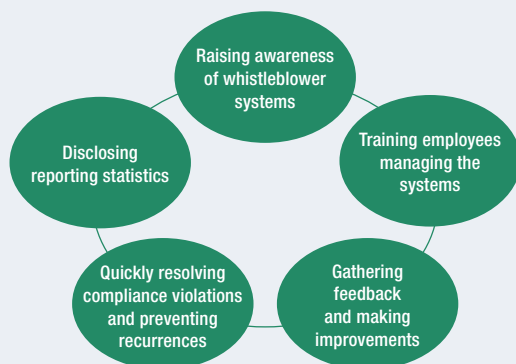 Raising awareness
of whistleblower
systems
Training employees
managing the
systems
Gathering
feedback
and making
improvements
Quickly resolving
compliance violations
and preventing
recurrences
Disclosing
reporting statistics